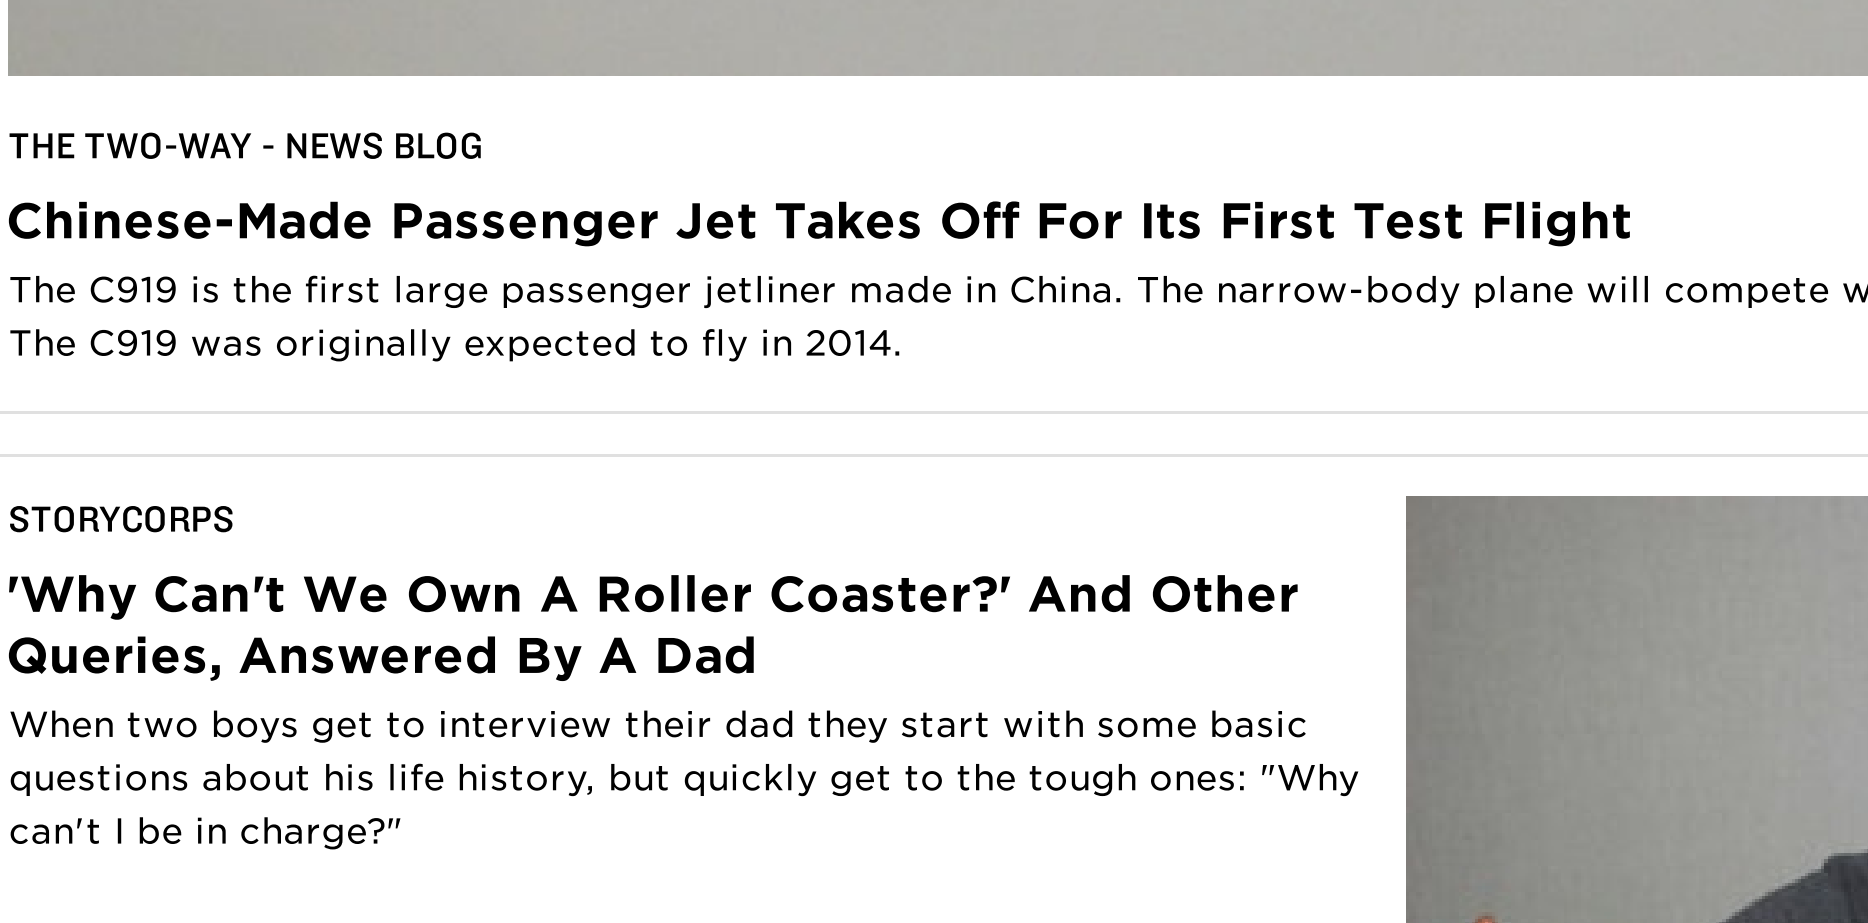 THE TWO-WAY - NEWS BLOG
Chinese-Made Passenger Jet Takes Off For Its First Test Flight
The C919 is the first large passenger jetliner made in China. The narrow-body plane will compete
The C919 was originally expected to fly in 2014.
STORYCORPS
'Why Can't We Own A Roller Coaster?' And Other
Queries, Answered By A Dad
When two boys get to interview their dad they start with some basic
questions about his life history, but quickly get to the tough ones: "Why
can't I be in charge?"